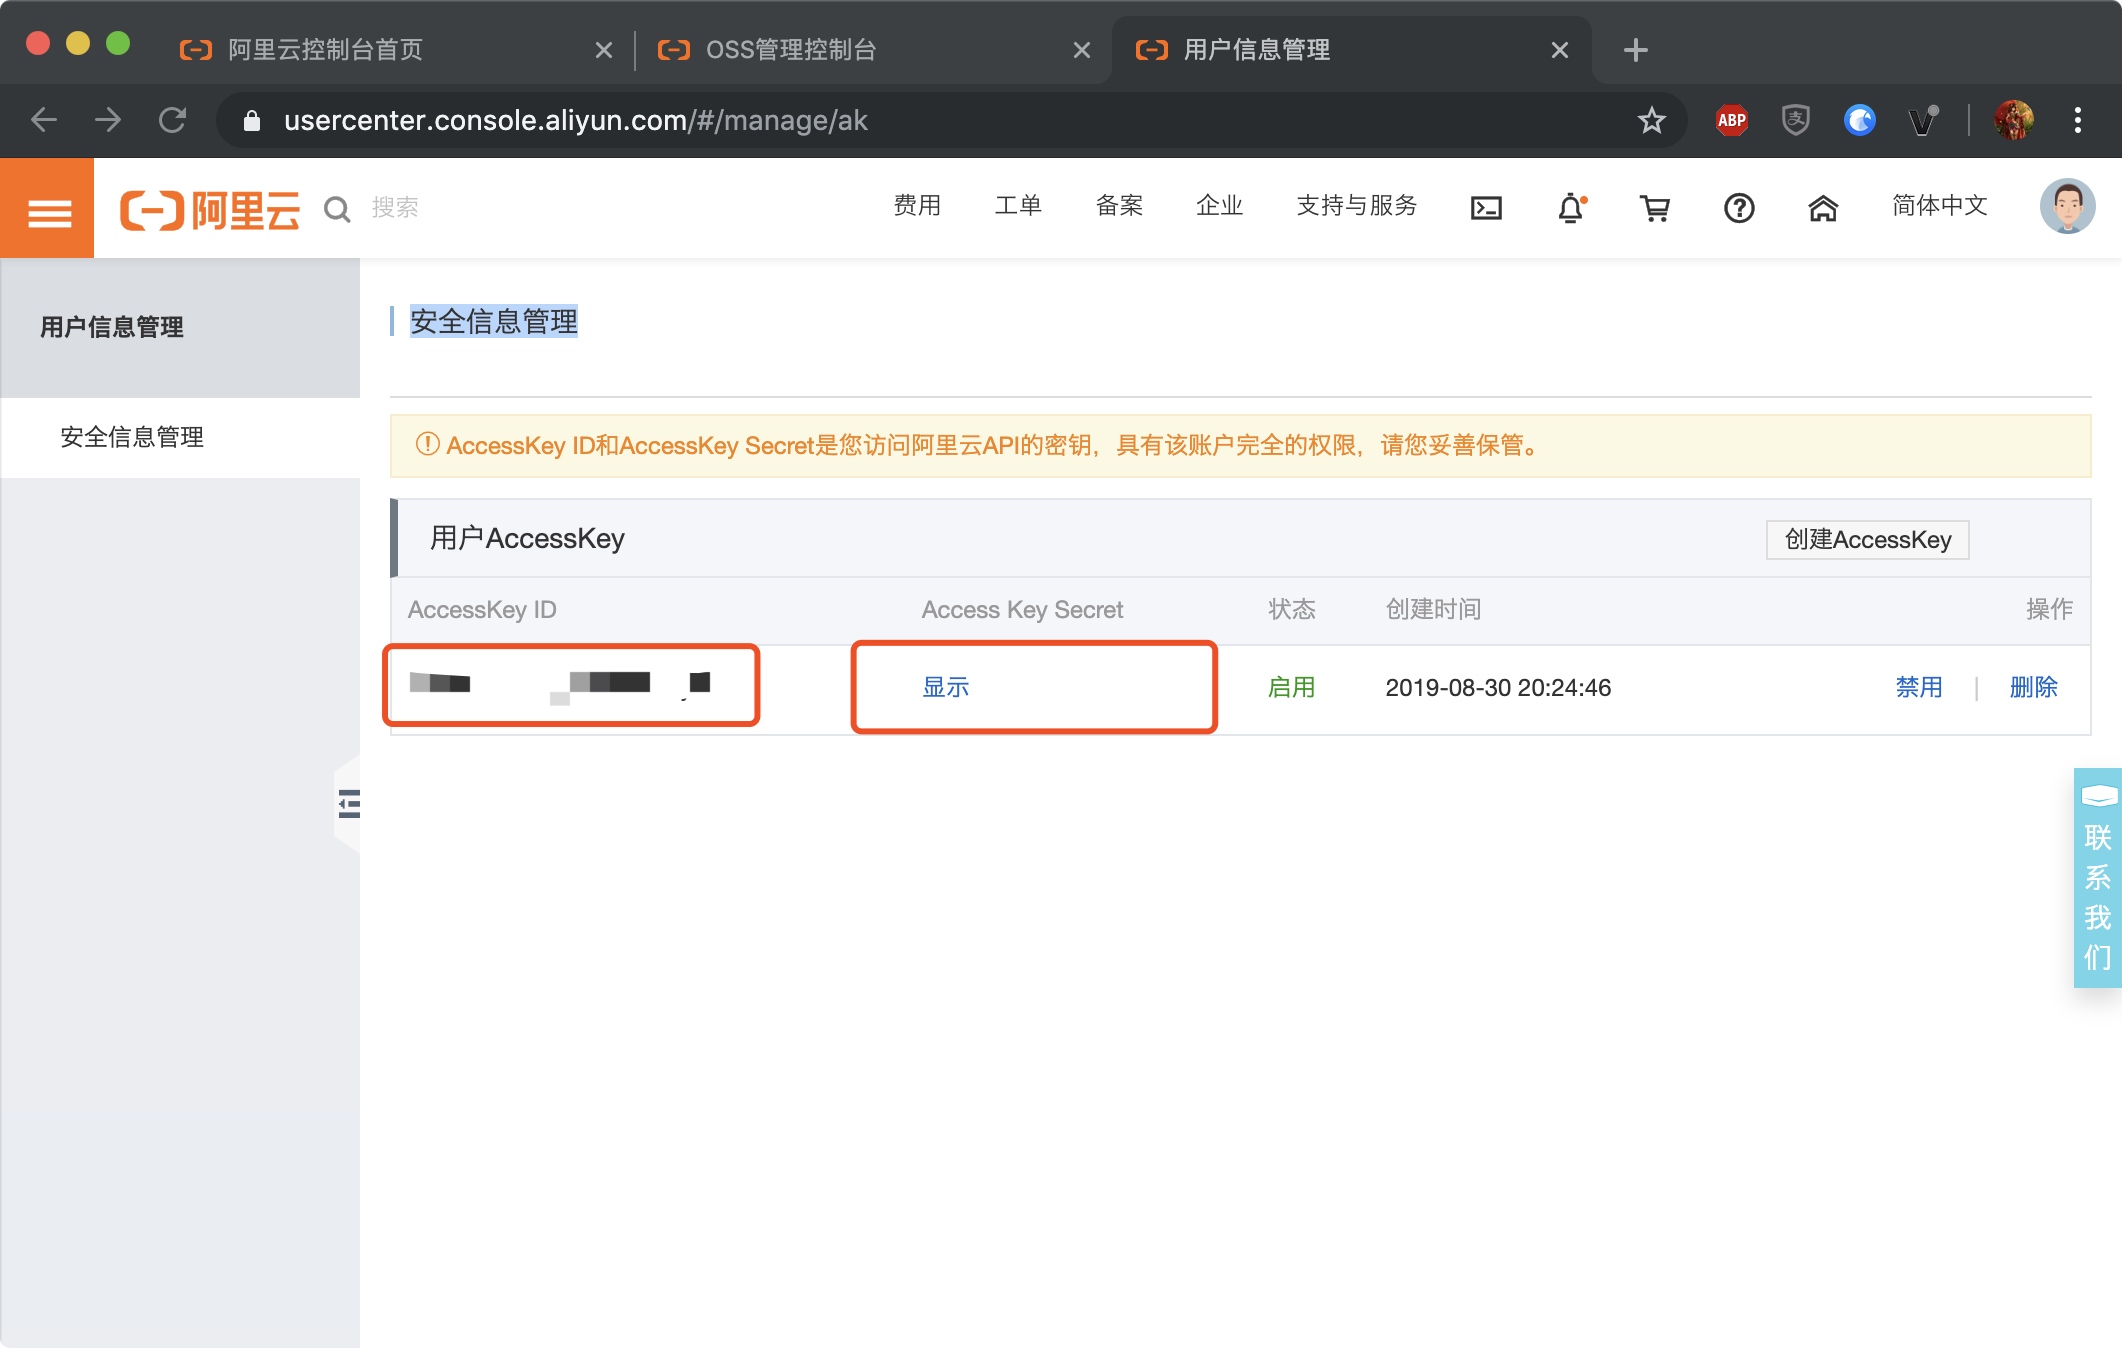 阿里云控制台首页
OSS管理控制台
用户信息管理
usercenter.console.aliyun.com/#/manage/ak
ABP
阿里云
搜索
费用
工单
备案
企业
支持与服务
简体中文
用户信息管理
安全信息管理
安全信息管理
AccessKey ID和AccessKey Secret是您访问阿里云API的密钥，具有该账户完全的权限，请您妥善保管。
用户AccessKey
创建AccessKey
AccessKey ID
Access Key Secret
状态
创建时间
操作
显示
启用
2019-08-30 20:24:46
禁用 | 删除
联系我们